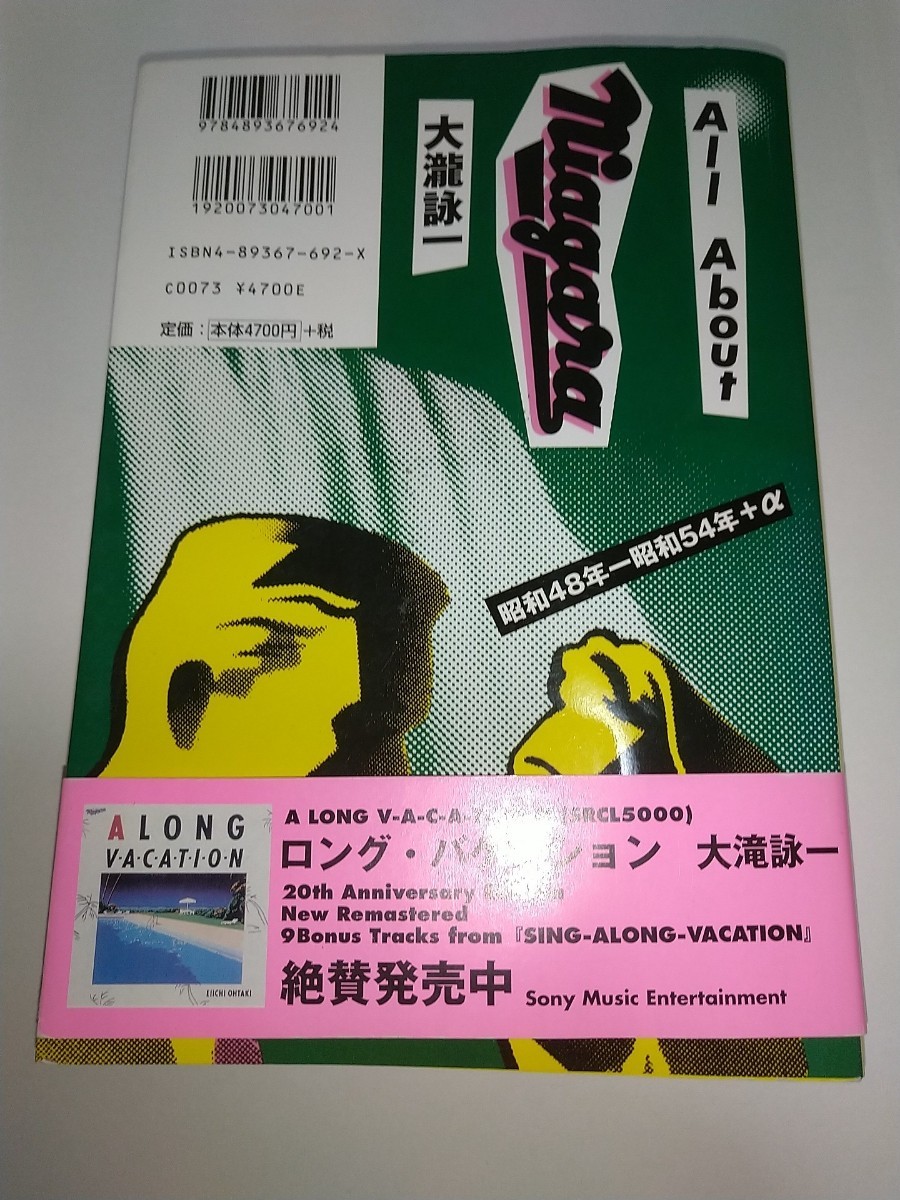 9784893676924
1920073047001
ISBN4-89367-692-X
C0073 ¥4700E
定価:本体4700円+税
All About
Niagara
大瀧詠一
昭和48年ー昭和54年+α
A LONG
V·A·C·A·T·I·O·N
EIICHI OHTAKI
A LONG V-A-C-A- (SRCL5000)
ロング・バケーション 大滝詠一
20th Anniversary
New Remastered
9Bonus Tracks from『SING-ALONG-VACATION』
絶賛発売中 Sony Music Entertainment